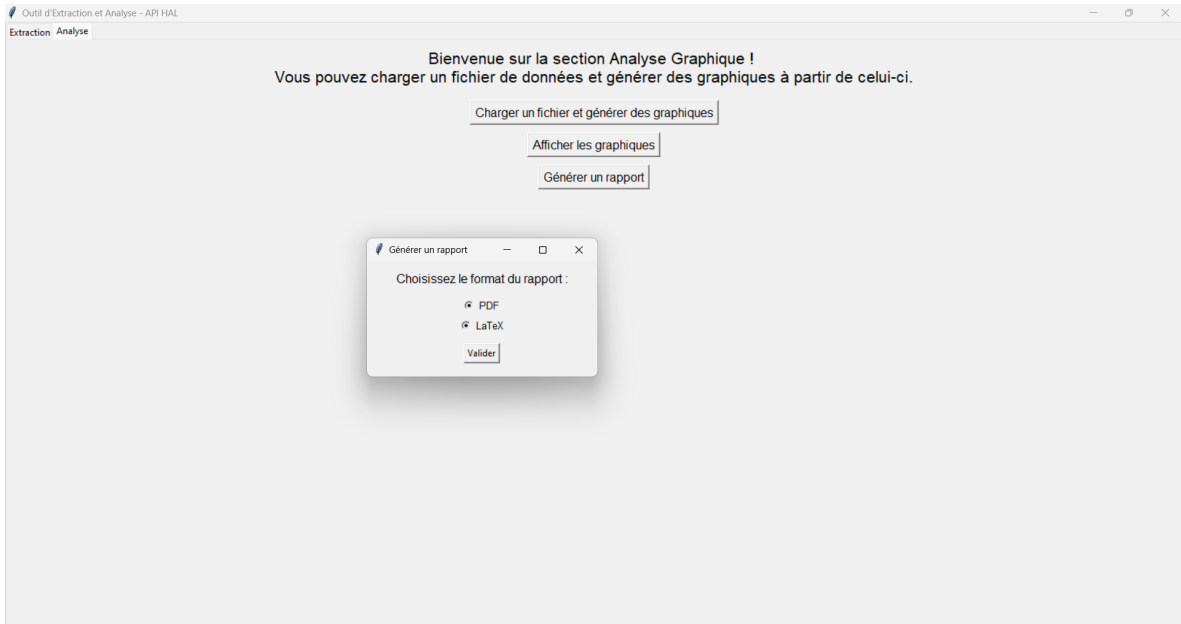 Outil d'Extraction et Analyse - API HAL
Extraction Analyse
Bienvenue sur la section Analyse Graphique !
Vous pouvez charger un fichier de données et générer des graphiques à partir de celui-ci.
Charger un fichier et générer des graphiques
Afficher les graphiques
Générer un rapport
Générer un rapport
Choisissez le format du rapport :
PDF
LaTeX
Valider